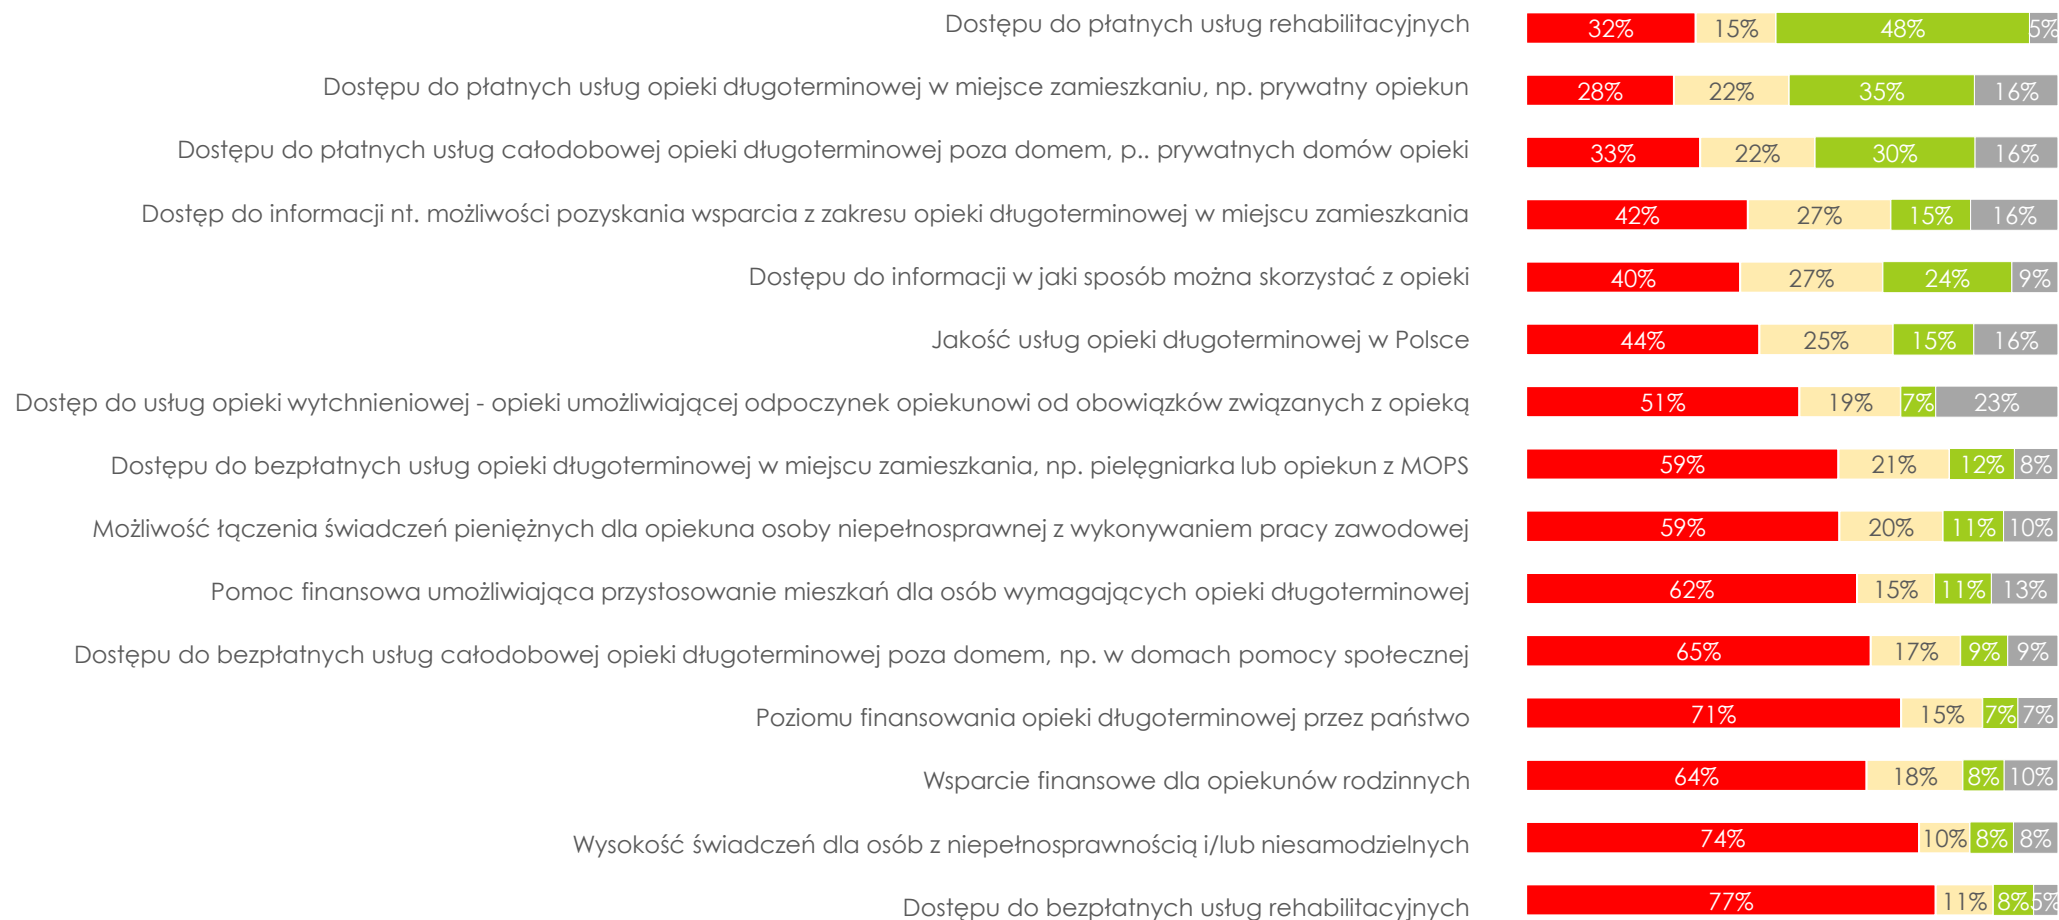 Dostępu do płatnych usług rehabilitacyjnych 32% 15% 48% 5%
Dostępu do płatnych usług opieki długoterminowej w miejsce zamieszkaniu, np. prywatny opiekun 28% 22% 35% 16%
Dostępu do płatnych usług całodobowej opieki długoterminowej poza domem, p.. prywatnych domów opieki 33% 22% 30% 16%
Dostęp do informacji nt. możliwości pozyskania wsparcia z zakresu opieki długoterminowej w miejscu zamieszkania 42% 27% 15% 16%
Dostępu do informacji w jaki sposób można skorzystać z opieki 40% 27% 24% 9%
Jakość usług opieki długoterminowej w Polsce 44% 25% 15% 16%
Dostęp do usług opieki wytchnieniowej - opieki umożliwiającej odpoczynek opiekunowi od obowiązków związanych z opieką 51% 19% 7% 23%
Dostępu do bezpłatnych usług opieki długoterminowej w miejscu zamieszkania, np. pielęgniarka lub opiekun z MOPS 59% 21% 12% 8%
Możliwość łączenia świadczeń pieniężnych dla opiekuna osoby niepełnosprawnej z wykonywaniem pracy zawodowej 59% 20% 11% 10%
Pomoc finansowa umożliwiająca przystosowanie mieszkań dla osób wymagających opieki długoterminowej 62% 15% 11% 13%
Dostępu do bezpłatnych usług całodobowej opieki długoterminowej poza domem, np. w domach pomocy społecznej 65% 17% 9% 9%
Poziomu finansowania opieki długoterminowej przez państwo 71% 15% 7% 7%
Wsparcie finansowe dla opiekunów rodzinnych 64% 18% 8% 10%
Wysokość świadczeń dla osób z niepełnosprawnością i/lub niesamodzielnych 74% 10% 8% 8%
Dostępu do bezpłatnych usług rehabilitacyjnych 77% 11% 8% 5%